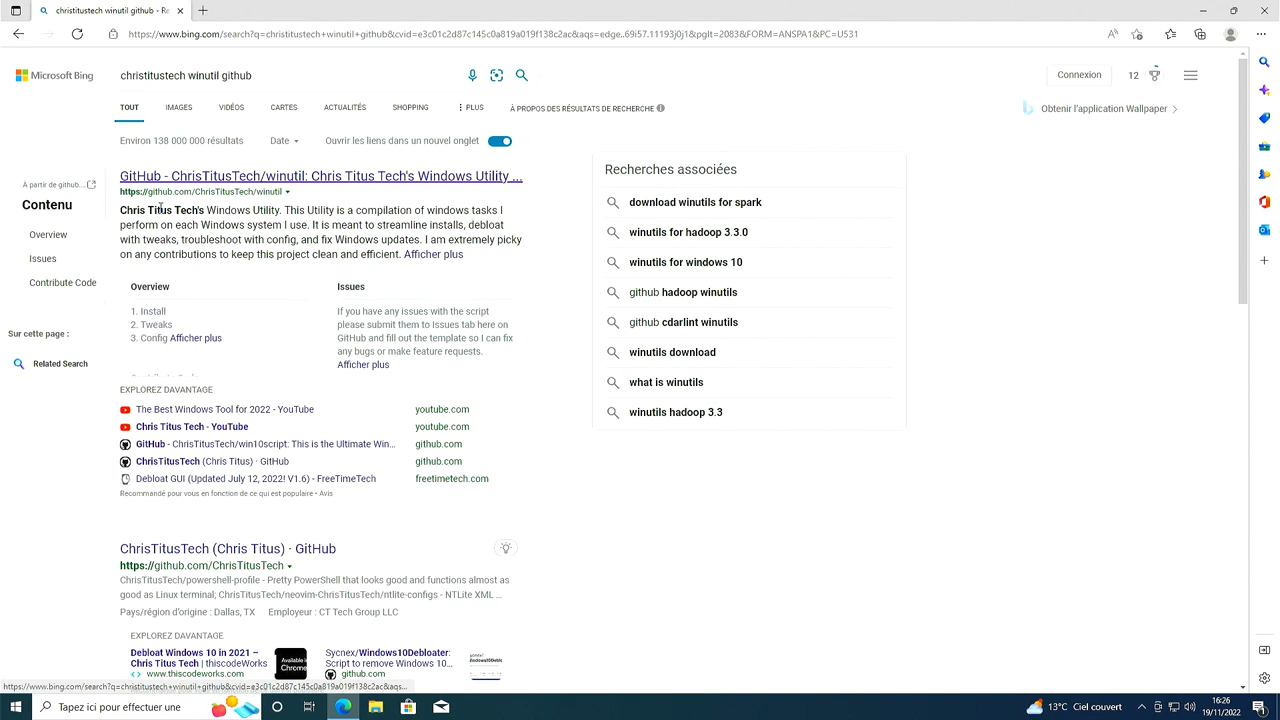 christitustech winutil github - Re
https://www.bing.com/search?q=christitustech+winutil+github&cvid=e3c01c2d87c145c0a819a019f138c2ac&aqs=edge..69i57.11193j0j1&pglt=2083&FORM=ANSPA1&PC=U531
Microsoft Bing
christitustech winutil github
Connexion
12
TOUT IMAGES VIDÉOS CARTES ACTUALITÉS SHOPPING PLUS À PROPOS DES RÉSULTATS DE RECHERCHE
Obtenir l'application Wallpaper
Environ 138 000 000 résultats Date Ouvrir les liens dans un nouvel onglet
À partir de github....
Contenu
Overview
Issues
Contribute Code
Sur cette page :
Related Search
GitHub - ChrisTitusTech/winutil: Chris Titus Tech's Windows Utility ...
https://github.com/ChrisTitusTech/winutil
Chris Titus Tech's Windows Utility. This Utility is a compilation of windows tasks I
perform on each Windows system I use. It is meant to streamline installs, debloat
with tweaks, troubleshoot with config, and fix Windows updates. I am extremely picky
on any contributions to keep this project clean and efficient. Afficher plus
Overview
1. Install
2. Tweaks
3. Config Afficher plus
Issues
If you have any issues with the script
please submit them to Issues tab here on
GitHub and fill out the template so I can fix
any bugs or make feature requests.
Afficher plus
EXPLOREZ DAVANTAGE
The Best Windows Tool for 2022 - YouTube youtube.com
Chris Titus Tech - YouTube youtube.com
GitHub - ChrisTitusTech/win10script: This is the Ultimate Win... github.com
ChrisTitusTech (Chris Titus) · GitHub github.com
Debloat GUI (Updated July 12, 2022! V1.6) - FreeTimeTech freetimetech.com
Recommandé pour vous en fonction de ce qui est populaire • Avis
ChrisTitusTech (Chris Titus) · GitHub
https://github.com/ChrisTitusTech
ChrisTitusTech/powershell-profile - Pretty PowerShell that looks good and functions almost as
good as Linux terminal; ChrisTitusTech/neovim-ChrisTitusTech/ntlite-configs - NTLite XML ...
Pays/région d'origine : Dallas, TX Employeur : CT Tech Group LLC
EXPLOREZ DAVANTAGE
Debloat Windows 10 in 2021 –
Chris Titus Tech | thiscodeWorks
www.thiscodeworks.com
Available in
Chrome
Sycnex/Windows10Debloater:
Script to remove Windows 10...
github.com
Recherches associées
download winutils for spark
winutils for hadoop 3.3.0
winutils for windows 10
github hadoop winutils
github cdarlint winutils
winutils download
what is winutils
winutils hadoop 3.3
https://www.bing.com/search?q=christitustech+winutil+github&cvid=e3c01c2d87c145c0a819a019f138c2ac&aqs...
Tapez ici pour effectuer une
13°C Ciel couvert
16:26
19/11/2022